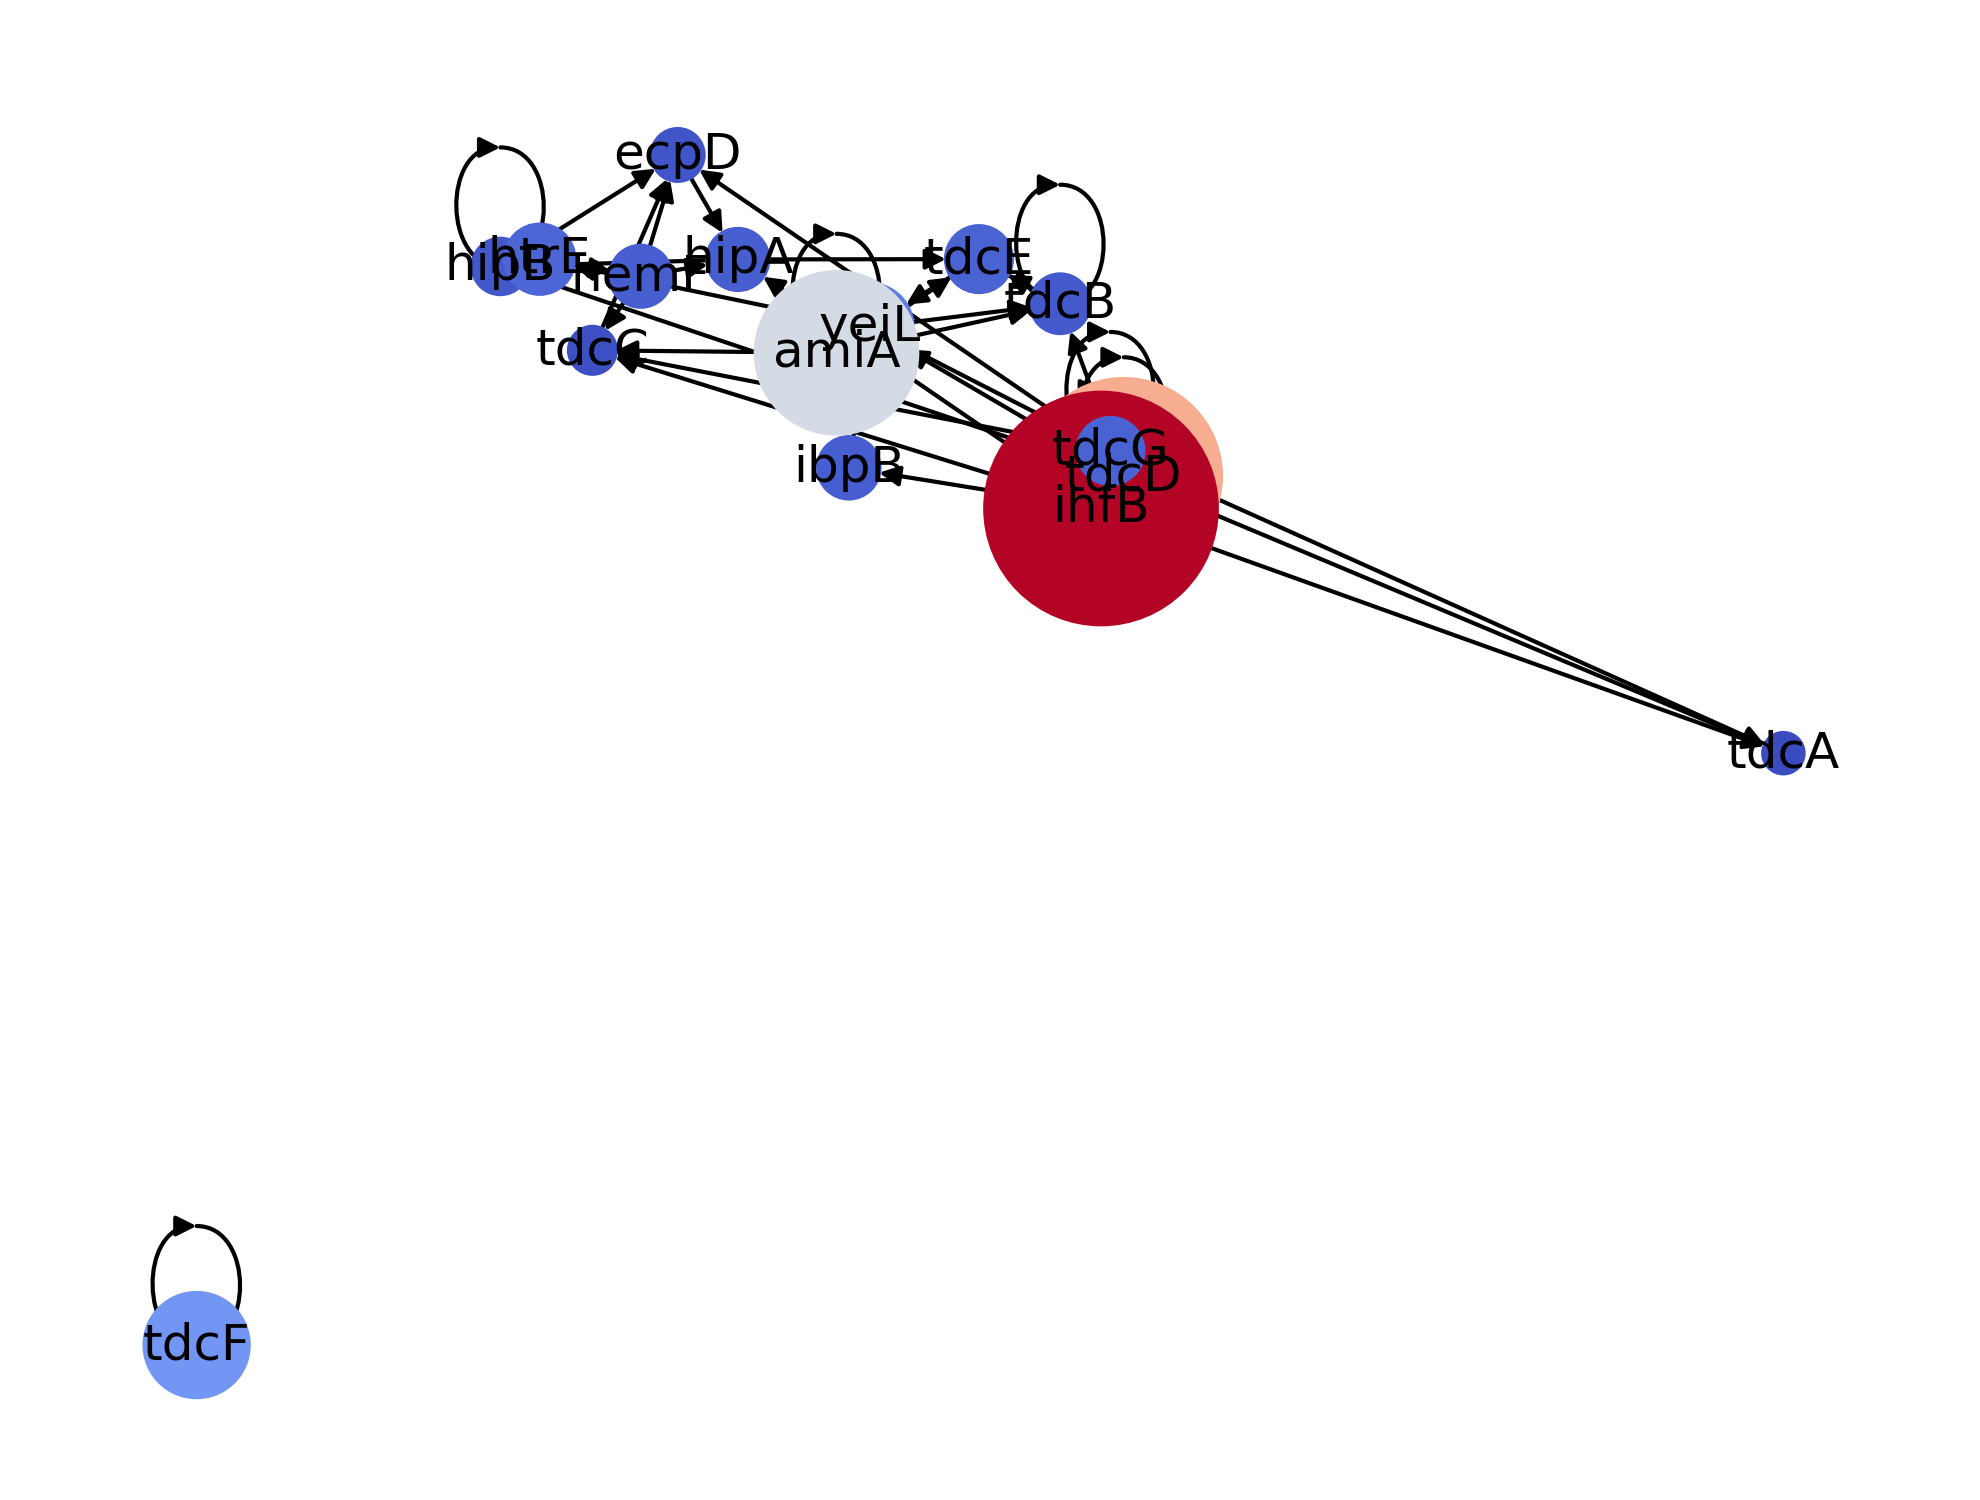 ecpD
hipB
htrE
hemF
hipA
tdcE
tdcB
yeiL
amiA
tdcC
ibpB
tdcG
tdcD
ihfB
tdcA
tdcF